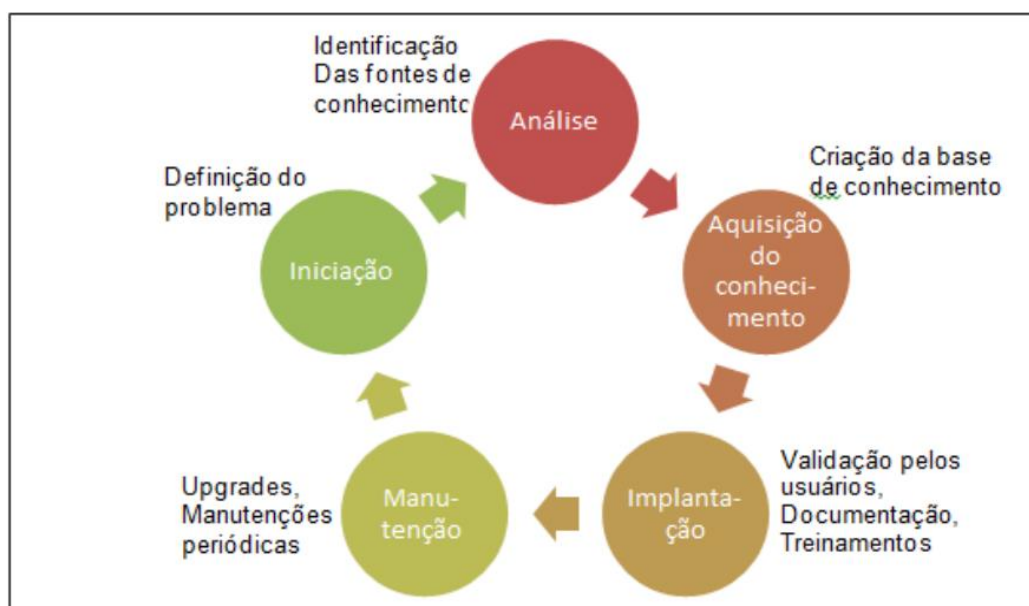 Identificação
Das fontes de
conhecimento
Análise
Criação da base
de conhecimento
Definição do
problema
Aquisição
do
conheci-
mento
Iniciação
Validação pelos
usuários,
Documentação,
Treinamentos
Implanta-
ção
Upgrades,
Manutenções
periódicas
Manu-
tenção